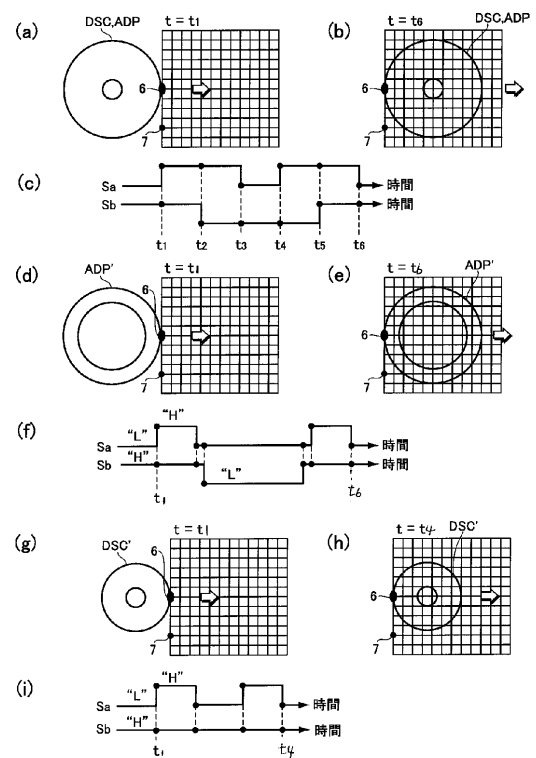 (a)
DSC,ADP
t = t1
6
7
(b)
t = t6
DSC,ADP
6
7
(c)
Sa
時間
Sb
時間
t1 t2 t3 t4 t5 t6
(d)
ADP'
t = t1
6
7
(e)
t = t6
ADP'
6
7
(f)
"H"
"L"
Sa
時間
"H"
Sb
時間
"L"
t1 t6
(g)
DSC'
t = t1
6
7
(h)
t = t4
DSC'
6
7
(i)
"H"
"L"
Sa
時間
"H"
Sb
時間
t1 t4